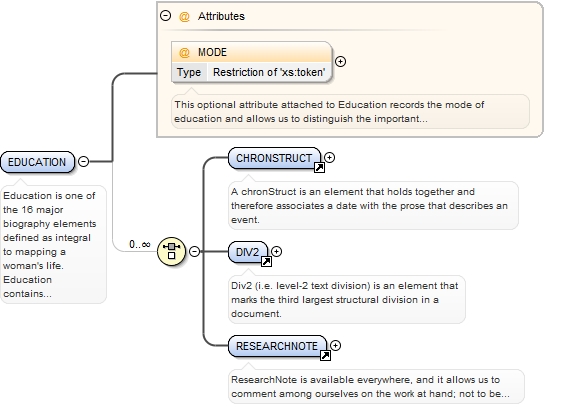 @ Attributes
@ MODE
Type Restriction of 'xs:token'
This optional attribute attached to Education records the mode of
education and allows us to distinguish the important...
EDUCATION
Education is one of
the 16 major
biography elements
defined as integral
to mapping a
woman's life.
Education
contains...
0..∞
CHRONSTRUCT
A chronStruct is an element that holds together and
therefore associates a date with the prose that describes an
event.
DIV2
Div2 (i.e. level-2 text division) is an element that
marks the third largest structural division in a
document.
RESEARCHNOTE
ResearchNote is available everywhere, and it allows us to
comment among ourselves on the work at hand; not to be...